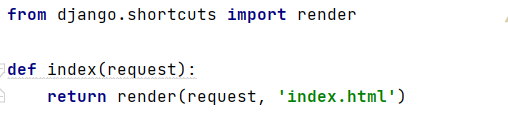 from django.shortcuts import render
def index(request):
    return render(request, 'index.html')